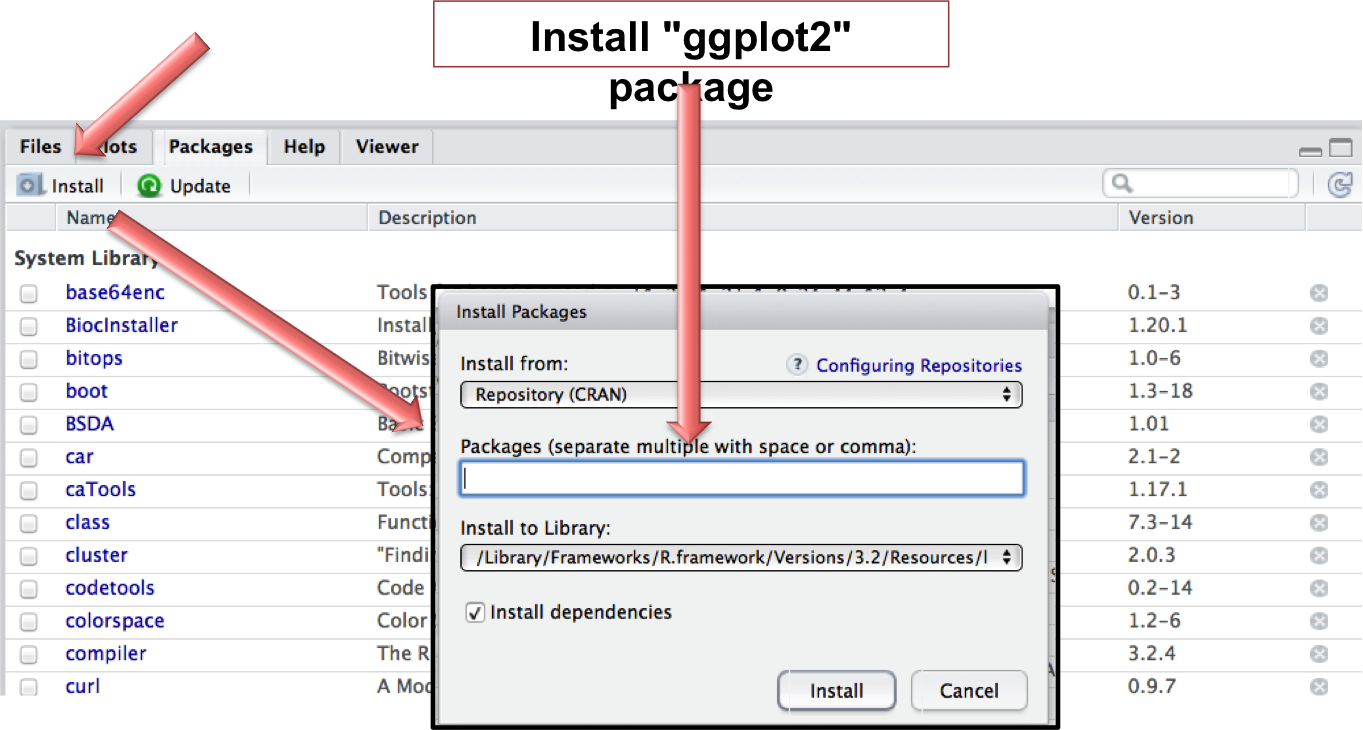 Install "ggplot2"
package
Files Plots Packages Help Viewer
Install Update
Name Description Version
System Library
base64enc Tools 0.1-3
BiocInstaller Install 1.20.1
bitops Bitwis 1.0-6
boot Bootst 1.3-18
BSDA 1.01
car Comp 2.1-2
caTools Tools: 1.17.1
class Functi 7.3-14
cluster "Findi 2.0.3
codetools Code 0.2-14
colorspace Color 1.2-6
compiler The R 3.2.4
curl A Moc 0.9.7
Install Packages
Install from: ? Configuring Repositories
Repository (CRAN)
Packages (separate multiple with space or comma):
Install to Library:
/Library/Frameworks/R.framework/Versions/3.2/Resources/l
Install dependencies
Install Cancel